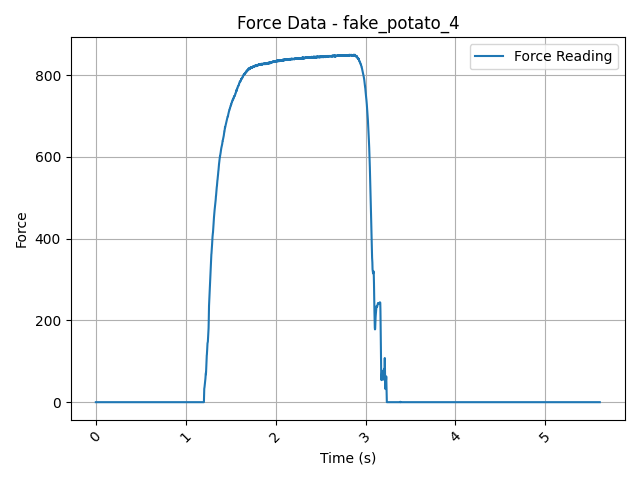 Force Data - fake_potato_4
Force Reading
800
600
400
200
0
Force
0 1 2 3 4 5
Time (s)